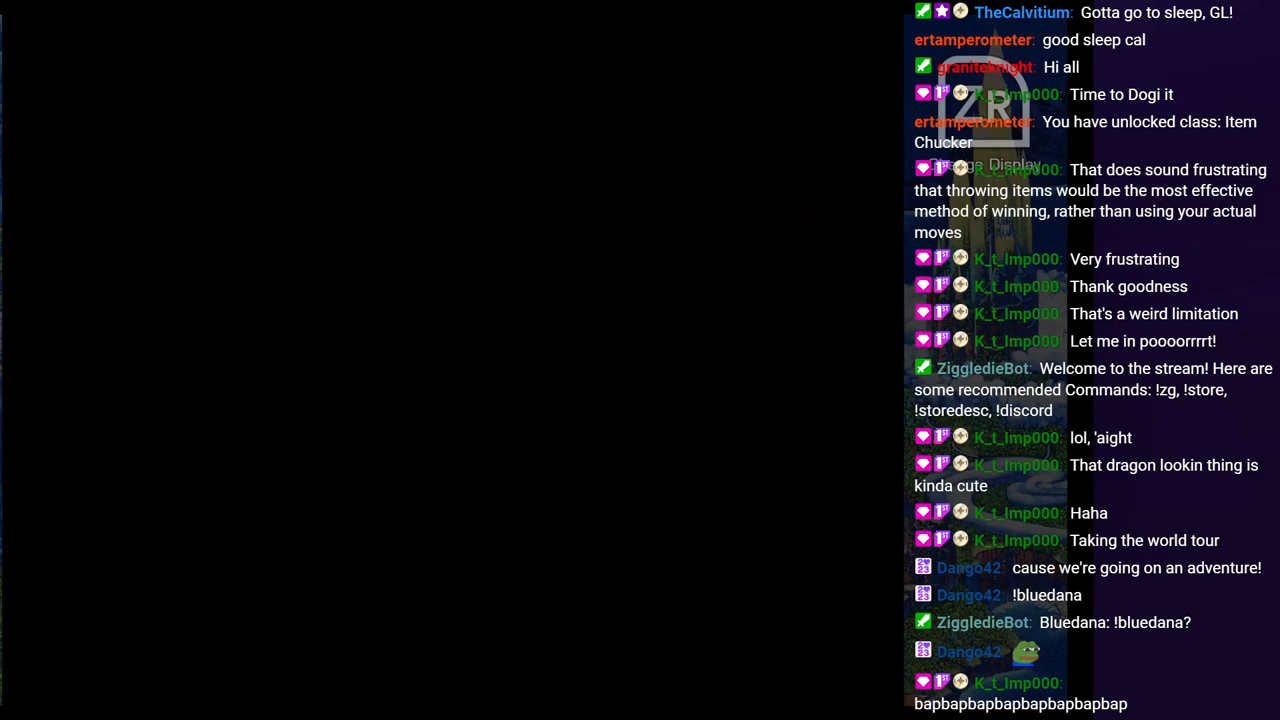 TheCalvitium: Gotta go to sleep, GL!
ertamperometer: good sleep cal
graniteknight: Hi all
K_t_Imp000: Time to Dogi it
ertamperometer: You have unlocked class: Item
Chucker
ZR
Change Display
K_t_Imp000: That does sound frustrating
that throwing items would be the most effective
method of winning, rather than using your actual
moves
K_t_Imp000: Very frustrating
K_t_Imp000: Thank goodness
K_t_Imp000: That's a weird limitation
K_t_Imp000: Let me in poooorrrrt!
ZiggledieBot: Welcome to the stream! Here are
some recommended Commands: !zg, !store,
!storedesc, !discord
K_t_Imp000: lol, 'aight
K_t_Imp000: That dragon lookin thing is
kinda cute
K_t_Imp000: Haha
K_t_Imp000: Taking the world tour
Dango42: cause we're going on an adventure!
Dango42: !bluedana
ZiggledieBot: Bluedana: !bluedana?
Dango42:
K_t_Imp000:
bapbapbapbapbapbapbapbap